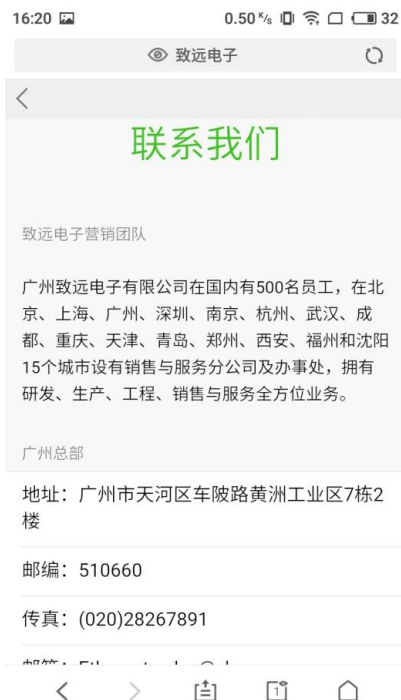 16:20 0.50 K/s 32
致远电子
联系我们
致远电子营销团队
广州致远电子有限公司在国内有500名员工，在北
京、上海、广州、深圳、南京、杭州、武汉、成
都、重庆、天津、青岛、郑州、西安、福州和沈阳
15个城市设有销售与服务分公司及办事处，拥有
研发、生产、工程、销售与服务全方位业务。
广州总部
地址：广州市天河区车陂路黄洲工业区7栋2
楼
邮编：510660
传真：(020)28267891
1